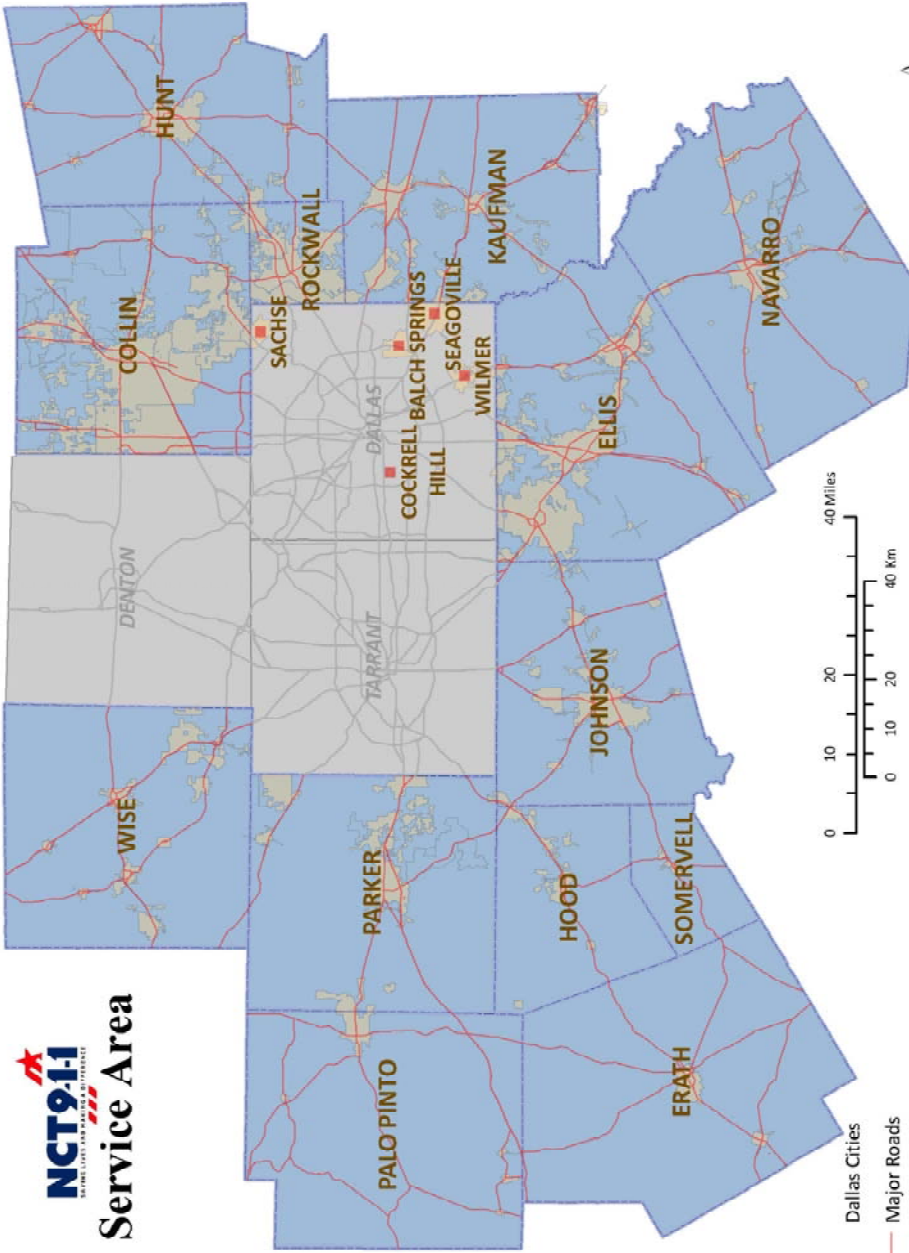 NCT9-1-1
SAVING LIVES AND MAKING A DIFFERENCE
Service Area
WISE
DENTON
COLLIN
HUNT
SACHSE
ROCKWALL
PALO PINTO
PARKER
TARRANT
DALLAS
COCKRELL
HILLL
BALCH SPRINGS
SEAGOVILLE
WILMER
KAUFMAN
ERATH
HOOD
SOMERVELL
JOHNSON
ELLIS
NAVARRO
0 10 20 40 Miles
0 10 20 40 Km
Dallas Cities
Major Roads